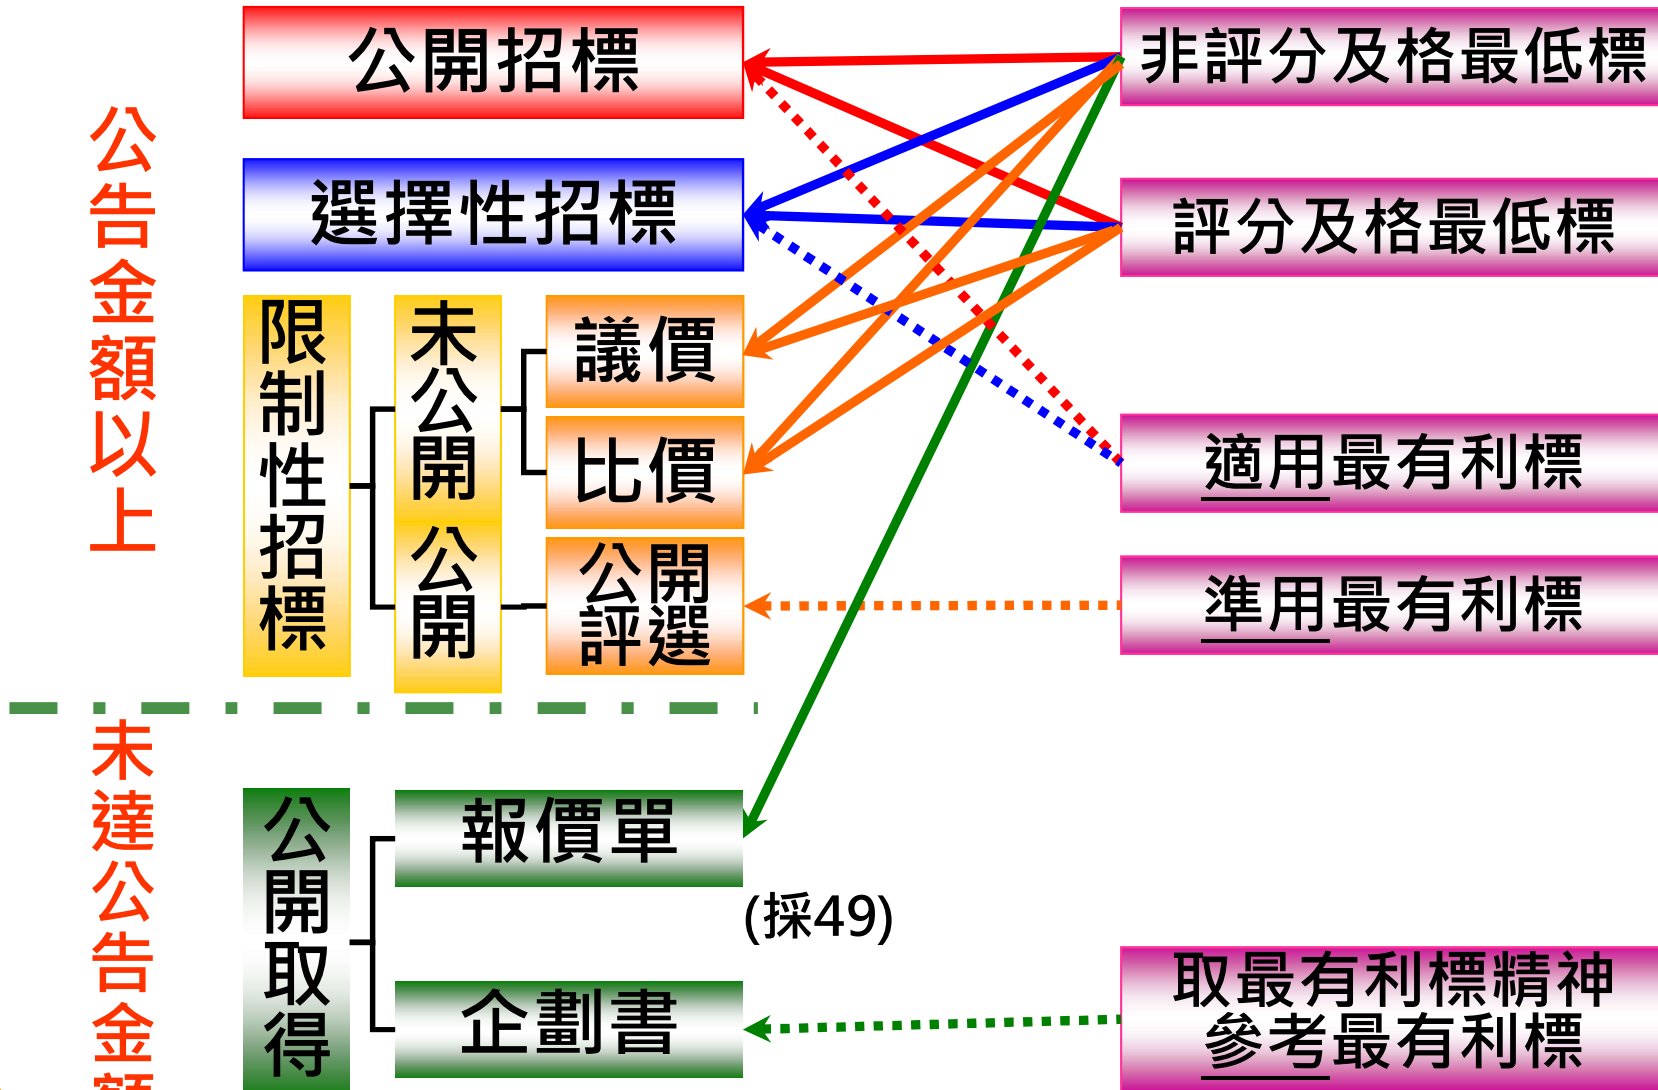 公告金額以上
公開招標
選擇性招標
限制性招標
未公開
公開
議價
比價
公開
評選
非評分及格最低標
評分及格最低標
適用最有利標
準用最有利標
未達公告金額
公開取得
報價單
(採49)
企劃書
取最有利標精神
參考最有利標